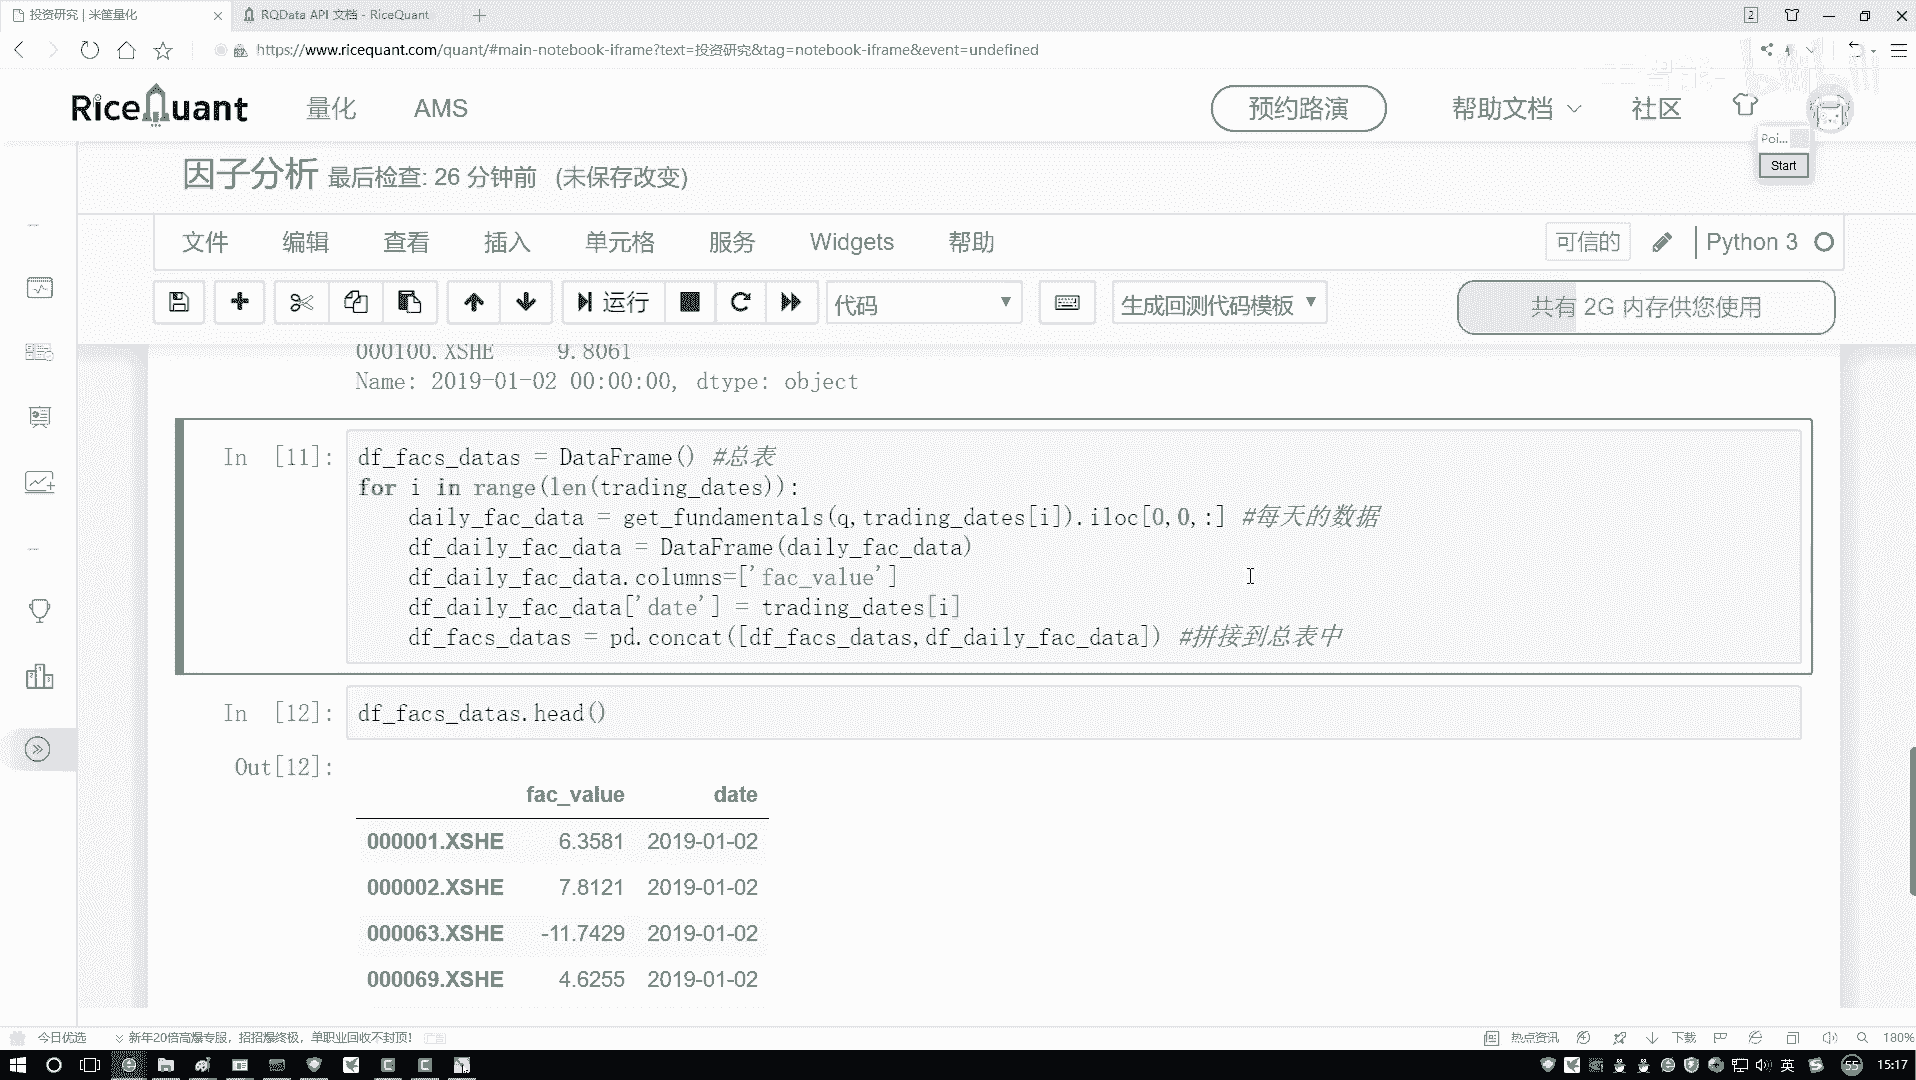 投资研究 | 米筐量化
RQData API 文档 - RiceQuant
2
https://www.ricequant.com/quant/#main-notebook-iframe?text=投资研究&tag=notebook-iframe&event=undefined
RiceQuant 量化 AMS 预约路演 帮助文档 社区
Poi...
Start
因子分析 最后检查: 26 分钟前 (未保存改变)
文件 编辑 查看 插入 单元格 服务 Widgets 帮助 可信的 Python 3
运行 代码 生成回测代码模板 共有 2G 内存供您使用
000100.XSHE 9.8061
Name: 2019-01-02 00:00:00, dtype: object
In [11]:
df_facs_datas = DataFrame() #总表
for i in range(len(trading_dates)):
    daily_fac_data = get_fundamentals(q,trading_dates[i]).iloc[0,0,:] #每天的数据
    df_daily_fac_data = DataFrame(daily_fac_data)
    df_daily_fac_data.columns=['fac_value']
    df_daily_fac_data['date'] = trading_dates[i]
    df_facs_datas = pd.concat([df_facs_datas,df_daily_fac_data]) #拼接到总表中
In [12]: df_facs_datas.head()
Out[12]:
fac_value date
000001.XSHE 6.3581 2019-01-02
000002.XSHE 7.8121 2019-01-02
000063.XSHE -11.7429 2019-01-02
000069.XSHE 4.6255 2019-01-02
今日优选 新年20倍高爆专服，招招爆终极，单职业回收不封顶! 热点资讯 下载 180%
英 55 15:17